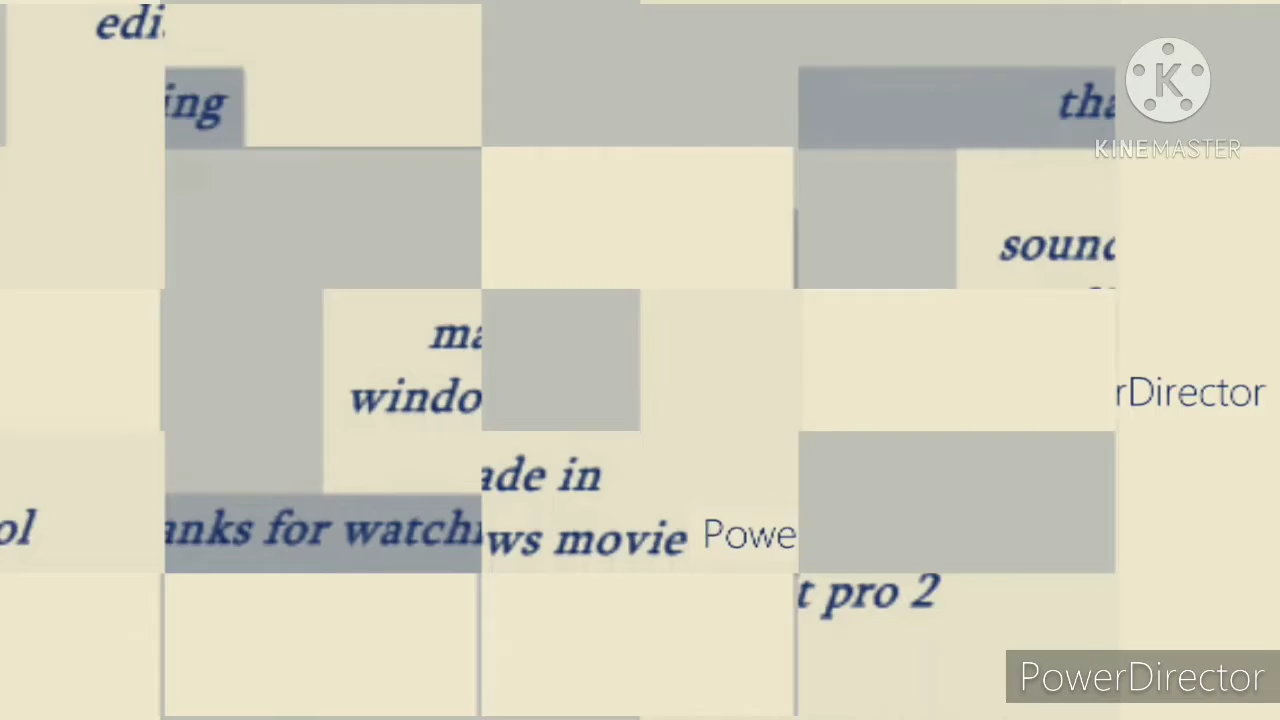 edi
ing
tha
KINEMASTER
sound
ma
windo
rDirector
ade in
ol
anks for watchi
ws movie
Powe
t pro 2
PowerDirector